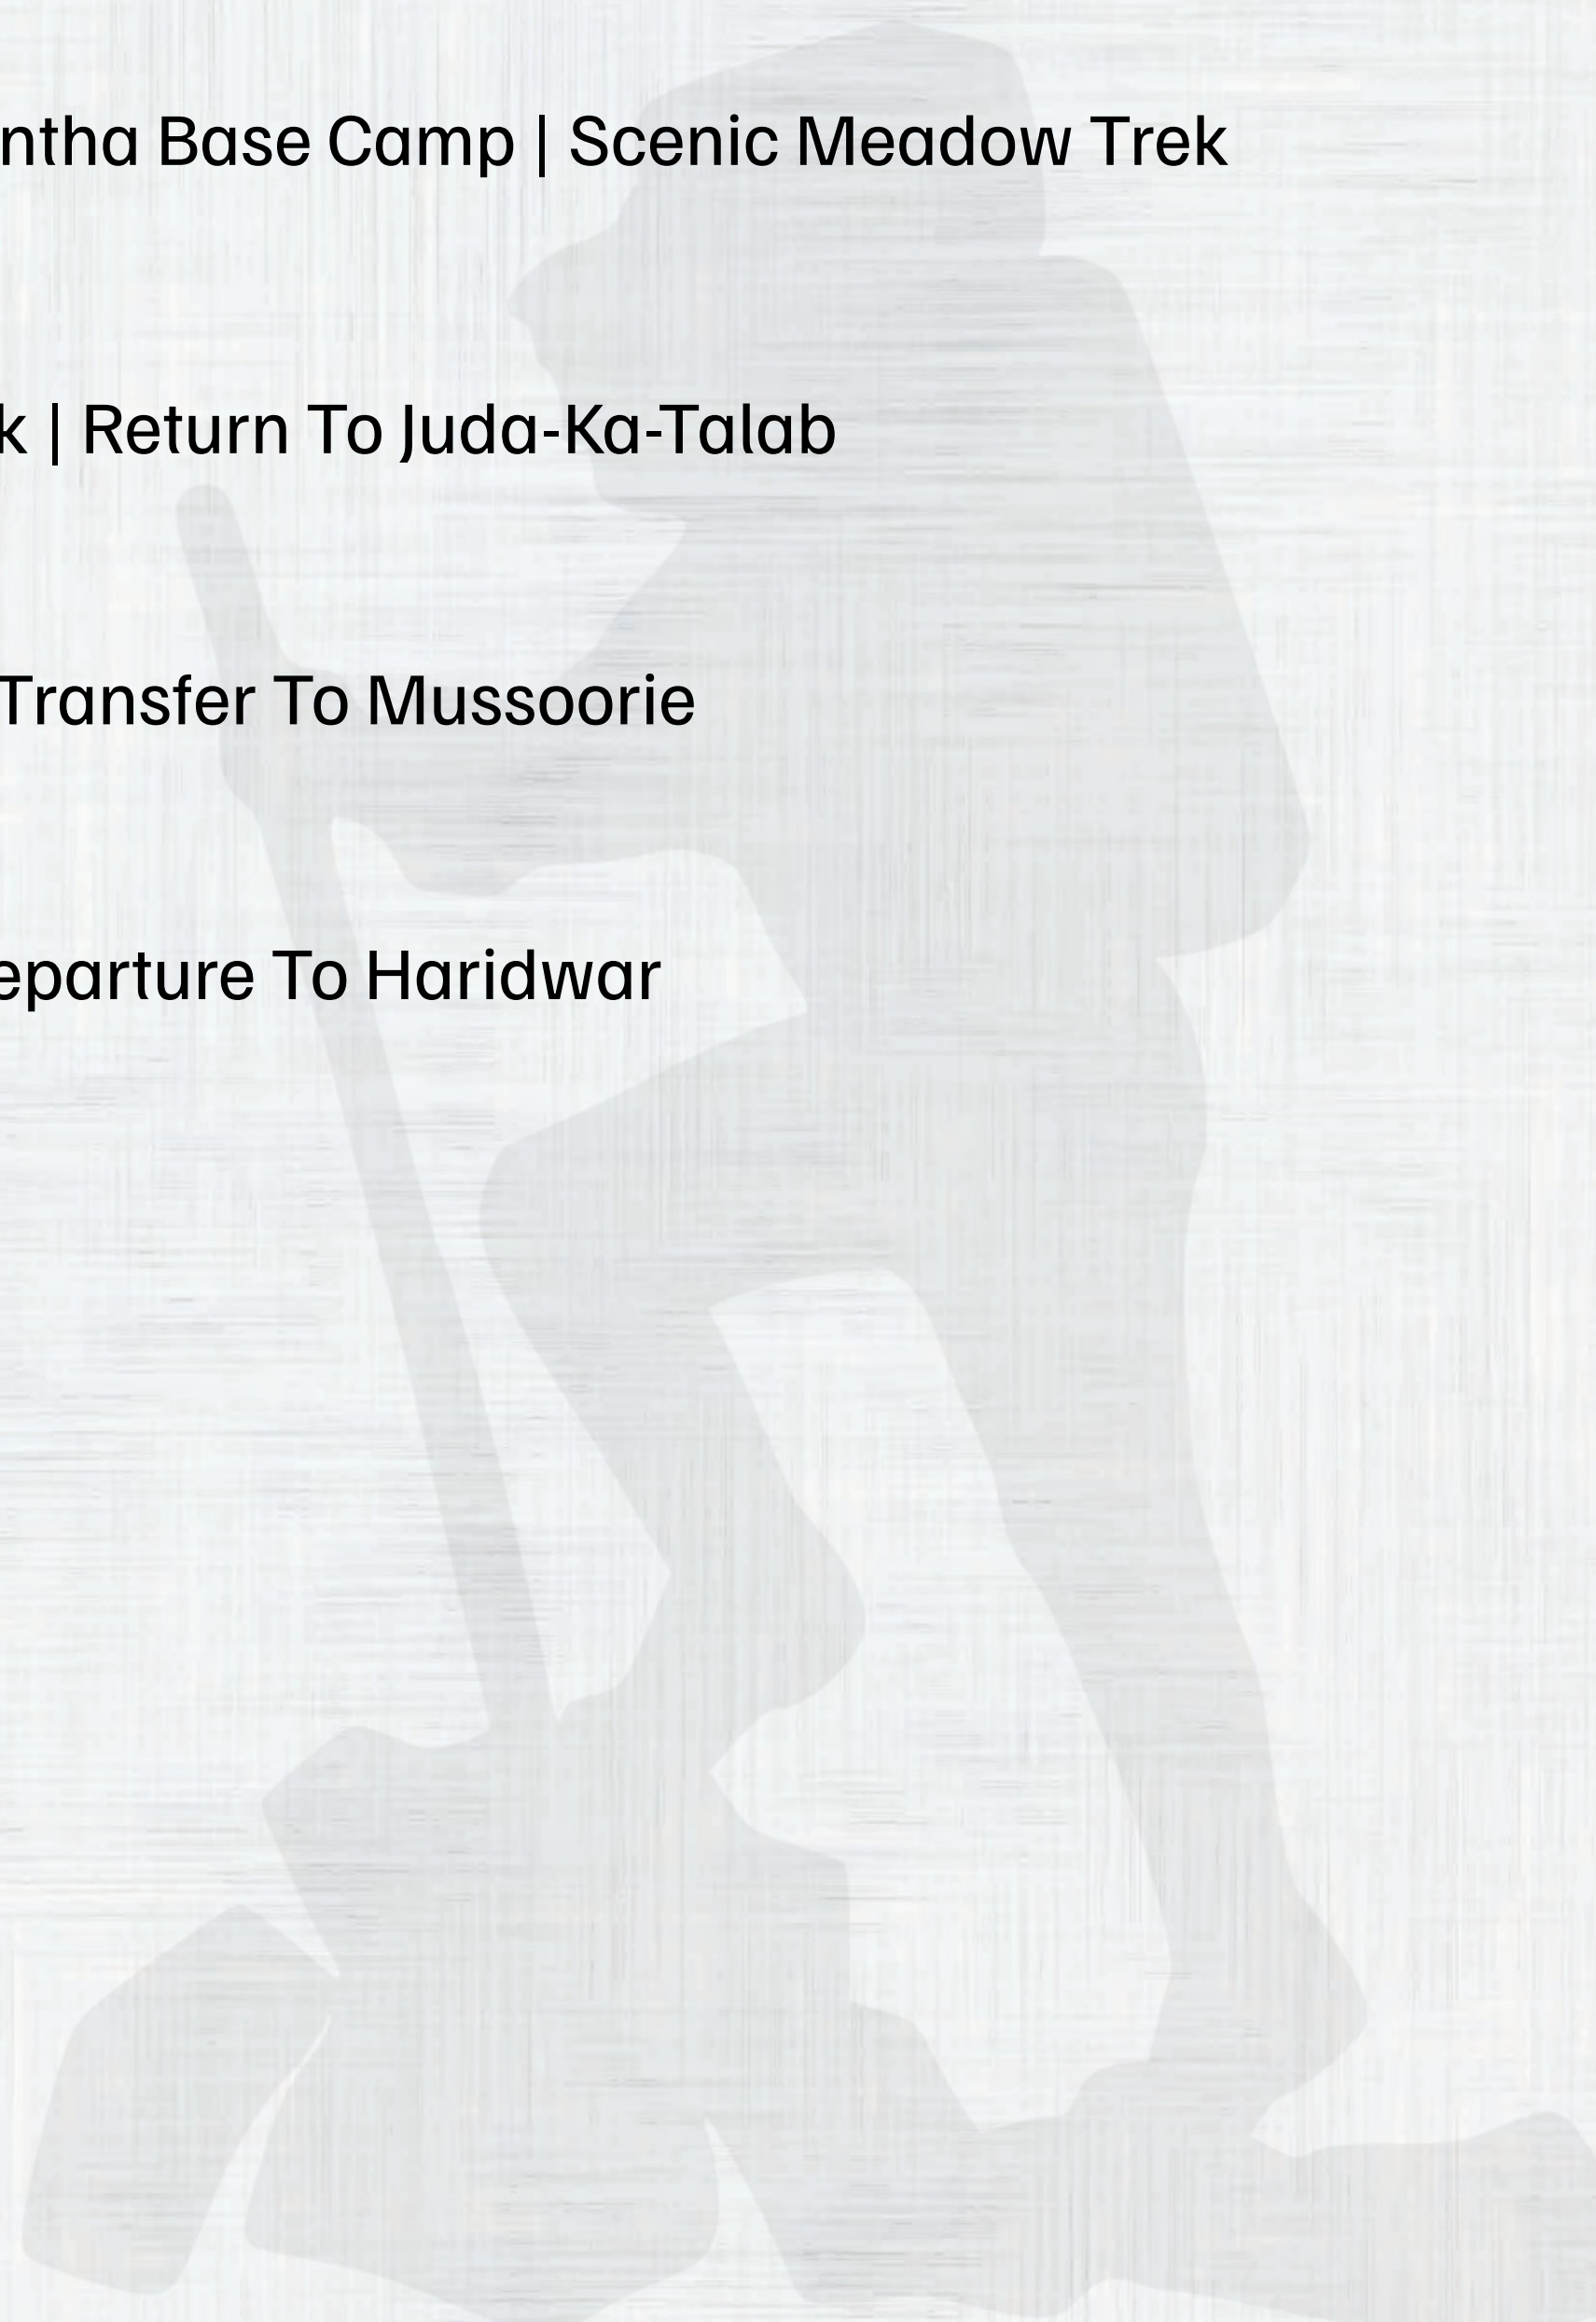 ntha Base Camp | Scenic Meadow Trek
k | Return To Juda-Ka-Talab
Transfer To Mussoorie
eparture To Haridwar